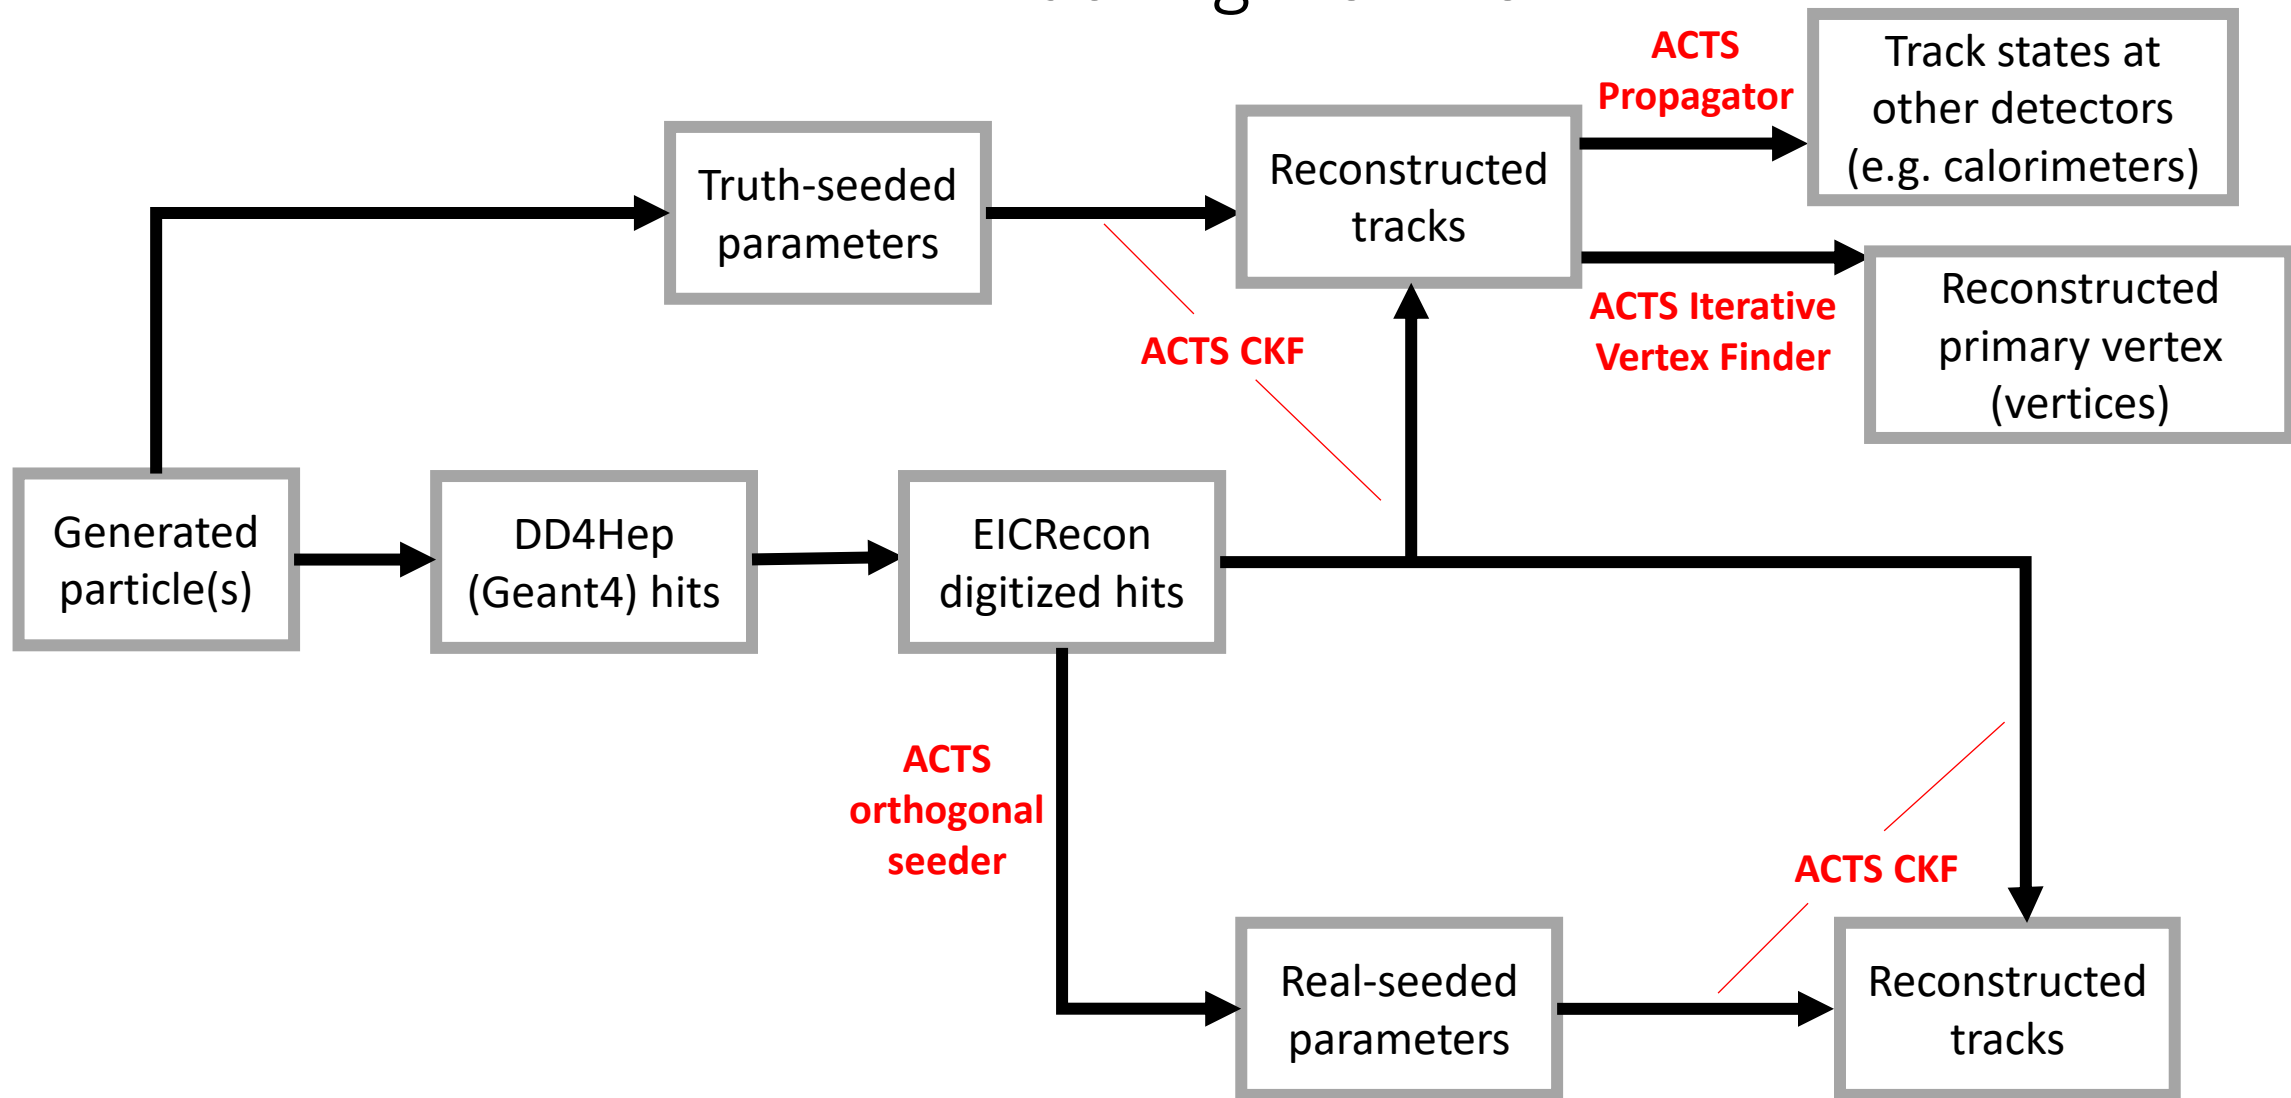 ACTS
Propagator
Track states at
other detectors
(e.g. calorimeters)
Truth-seeded
parameters
Reconstructed
tracks
ACTS CKF
ACTS Iterative
Vertex Finder
Reconstructed
primary vertex
(vertices)
Generated
particle(s)
DD4Hep
(Geant4) hits
EICRecon
digitized hits
ACTS
orthogonal
seeder
ACTS CKF
Real-seeded
parameters
Reconstructed
tracks